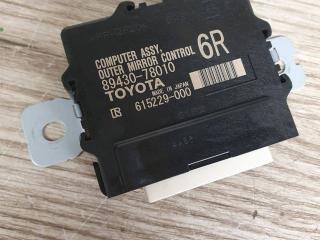 COMPUTER ASSY,
OUTER MIRROR CONTROL 6R
89430-78010
TOYOTA MADE IN JAPAN
615229-000